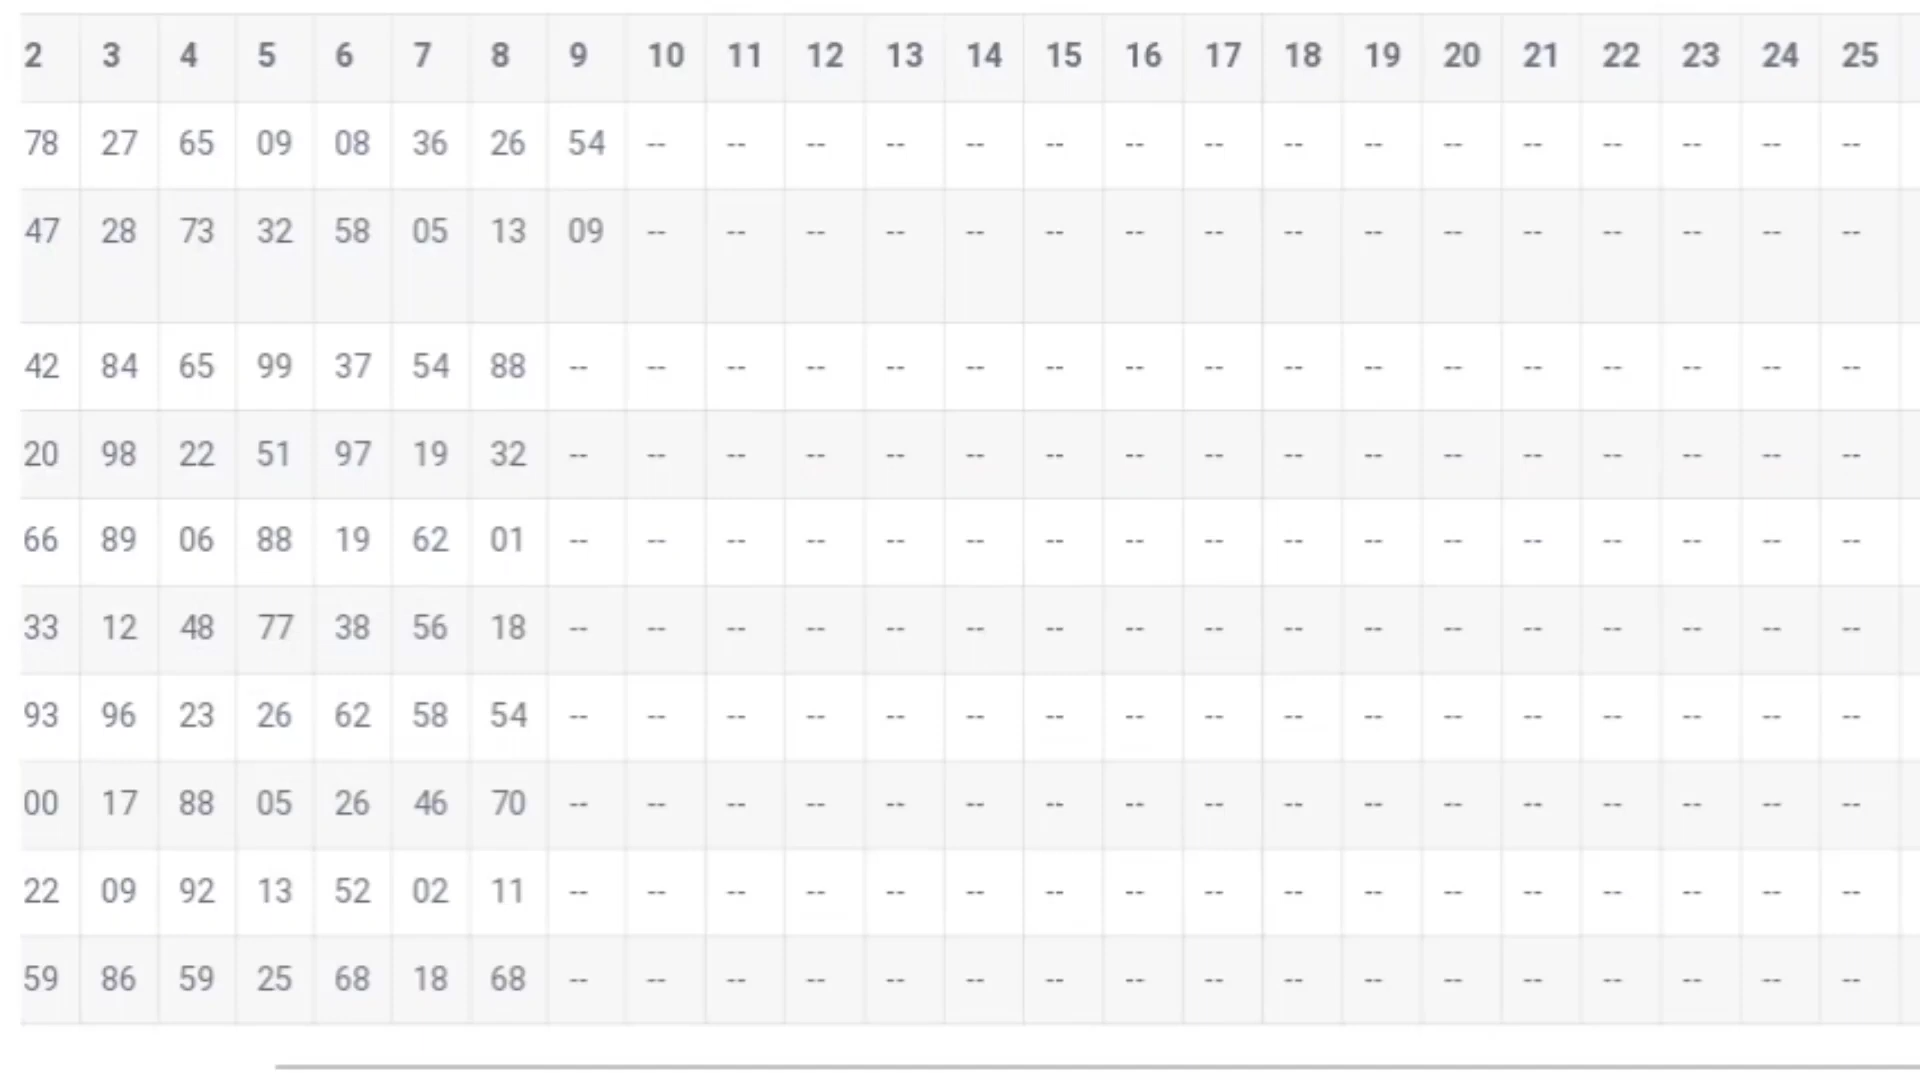 2 3 4 5 6 7 8 9 10 11 12 13 14 15 16 17 18 19 20 21 22 23 24 25
78 27 65 09 08 36 26 54 -- -- -- -- -- -- -- -- -- -- -- -- -- -- -- --
47 28 73 32 58 05 13 09 -- -- -- -- -- -- -- -- -- -- -- -- -- -- -- --
42 84 65 99 37 54 88 -- -- -- -- -- -- -- -- -- -- -- -- -- -- -- -- --
20 98 22 51 97 19 32 -- -- -- -- -- -- -- -- -- -- -- -- -- -- -- -- --
66 89 06 88 19 62 01 -- -- -- -- -- -- -- -- -- -- -- -- -- -- -- -- --
33 12 48 77 38 56 18 -- -- -- -- -- -- -- -- -- -- -- -- -- -- -- -- --
93 96 23 26 62 58 54 -- -- -- -- -- -- -- -- -- -- -- -- -- -- -- -- --
00 17 88 05 26 46 70 -- -- -- -- -- -- -- -- -- -- -- -- -- -- -- -- --
22 09 92 13 52 02 11 -- -- -- -- -- -- -- -- -- -- -- -- -- -- -- -- --
59 86 59 25 68 18 68 -- -- -- -- -- -- -- -- -- -- -- -- -- -- -- -- --